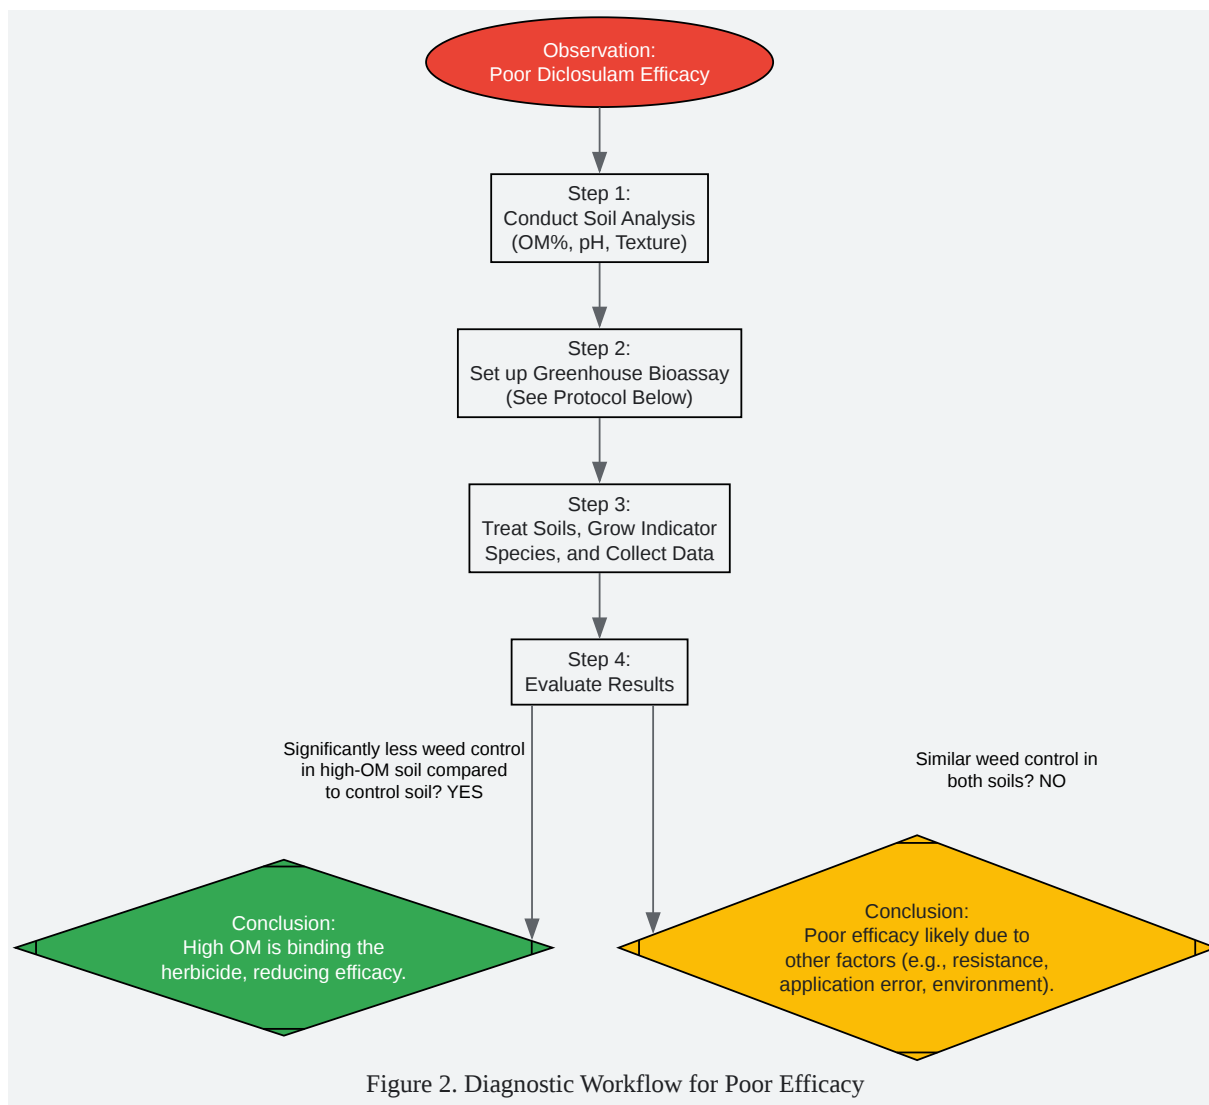 Observation:
Poor Diclosulam Efficacy
Step 1:
Conduct Soil Analysis
(OM%, pH, Texture)
Step 2:
Set up Greenhouse Bioassay
(See Protocol Below)
Step 3:
Treat Soils, Grow Indicator
Species, and Collect Data
Step 4:
Evaluate Results
Significantly less weed control
in high-OM soil compared
to control soil? YES
Similar weed control in
both soils? NO
Conclusion:
High OM is binding the
herbicide, reducing efficacy.
Conclusion:
Poor efficacy likely due to
other factors (e.g., resistance,
application error, environment).
Figure 2. Diagnostic Workflow for Poor Efficacy